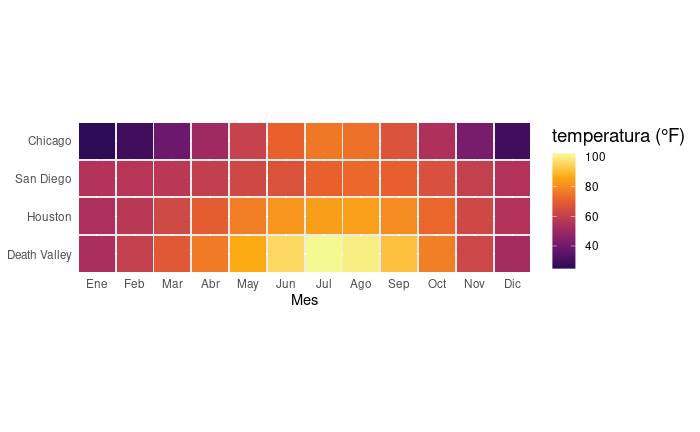 temperatura (°F)
100
80
60
40
Chicago
San Diego
Houston
Death Valley
Ene Feb Mar Abr May Jun Jul Ago Sep Oct Nov Dic
Mes